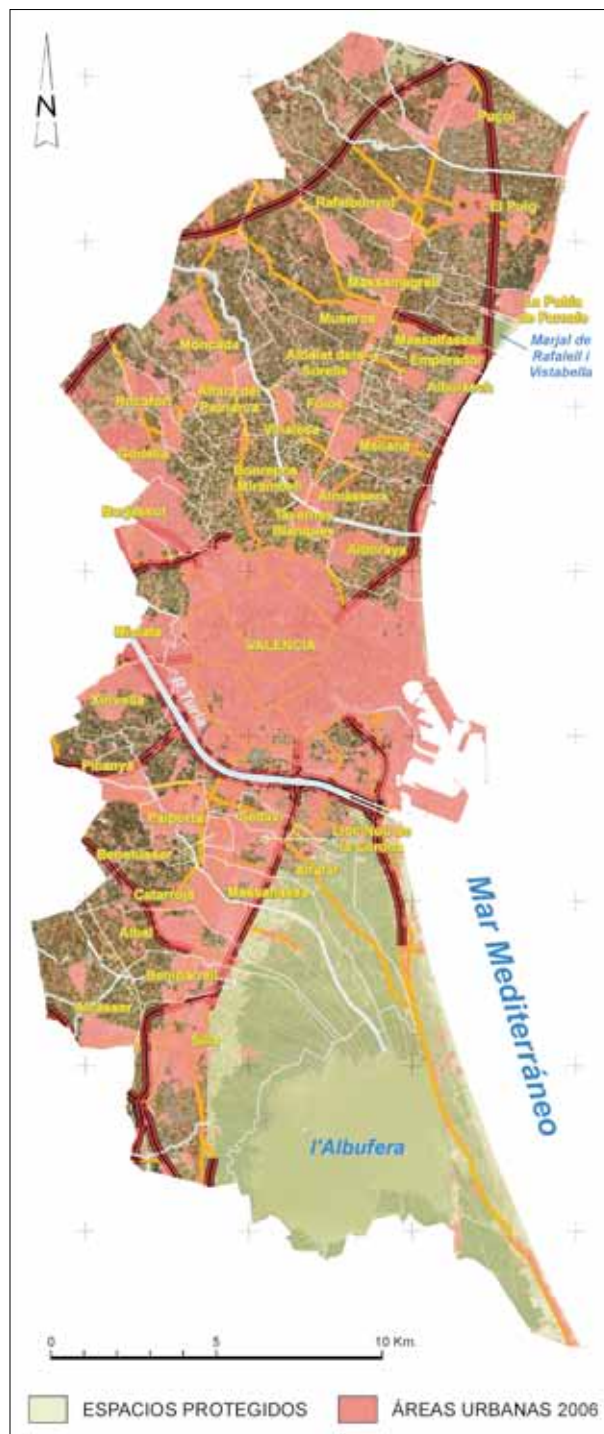 N
Puçol
Rafelbunyol
El Puig
Massamagrell
La Pobla
de Farnals
Museros
Massalfassar
Marjal de
Rafalell i
Vistabella
Moncada
Albalat dels
Sorells
Emperador
Albuixech
Rocafort
Alfara del
Patriarca
Foios
Vinalesa
Meliana
Godella
Bonrepòs
Mirambell
Almàssera
Burjassot
Tavernes
Blanques
Alboraya
Mislata
VALENCIA
R. Turia
Xirivella
Picanya
Paiporta
Sedaví
Llocnou de
la Corona
Benetússer
Alfafar
Catarroja
Massanassa
Albal
Beniparrell
Alcàsser
Silla
Mar Mediterráneo
l'Albufera
0 5 10 Km.
ESPACIOS PROTEGIDOS
ÁREAS URBANAS 2006